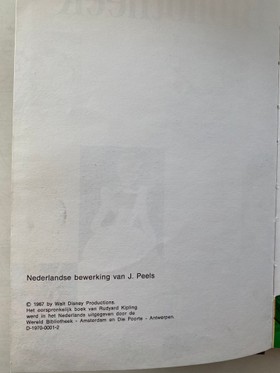 Nederlandse bewerking van J. Peels
© 1967 by Walt Disney Productions.
Het oorspronkelijk boek van Rudyard Kipling
werd in het Nederlands uitgegeven door de
Wereld Bibliotheek - Amsterdam en Die Poorte - Antwerpen.
D-1970-0001-2